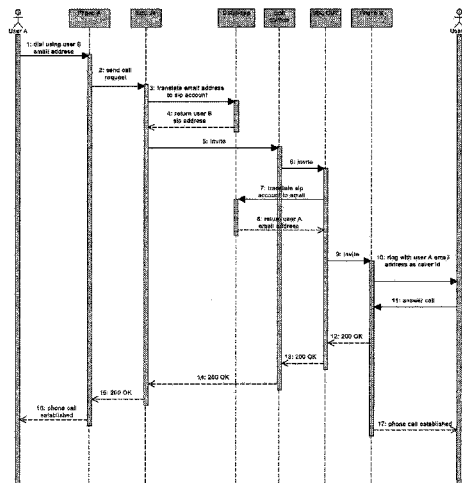 User A
User
1: dial using user B
email address
2: send call
request
3: translate email address
to sip account
4: return user B
sip address
5: invite
6: invite
7: translate sip
account to email
8: return user A
email address
9: invite
10: ring with user A email
address as caller id
11: answer call
12: 200 OK
13: 200 OK
14: 200 OK
15: 200 OK
16: phone call
established
17: phone call established